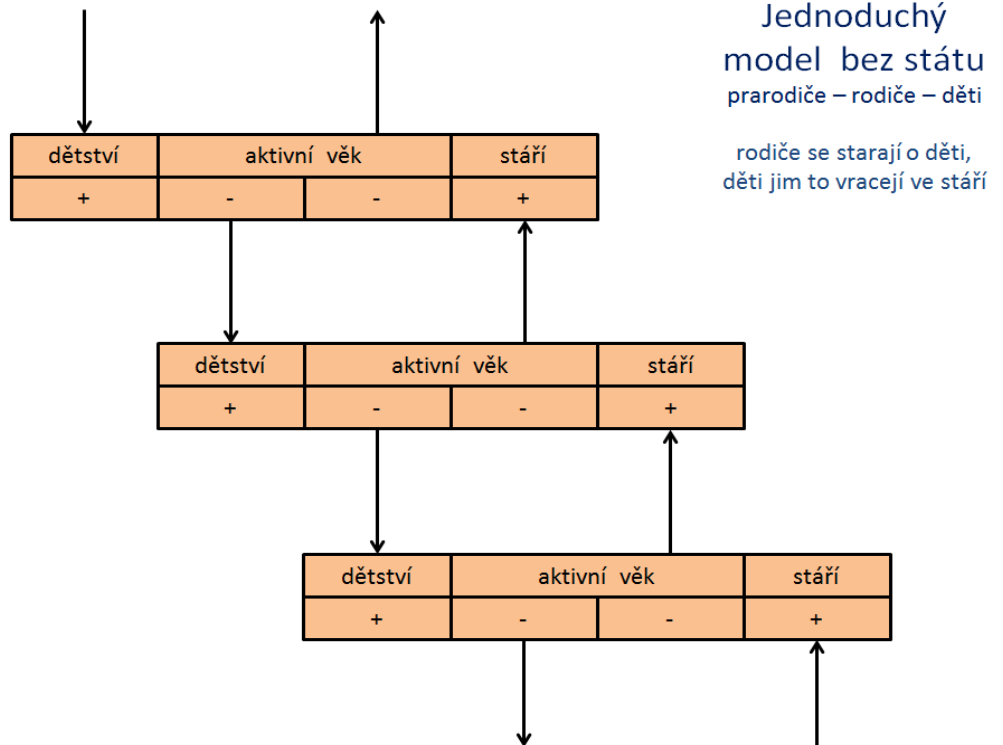 Jednoduchý
model bez státu
prarodiče – rodiče – děti
rodiče se starají o děti,
děti jim to vracejí ve stáří
dětství aktivní věk stáří
+ - - +
dětství aktivní věk stáří
+ - - +
dětství aktivní věk stáří
+ - - +